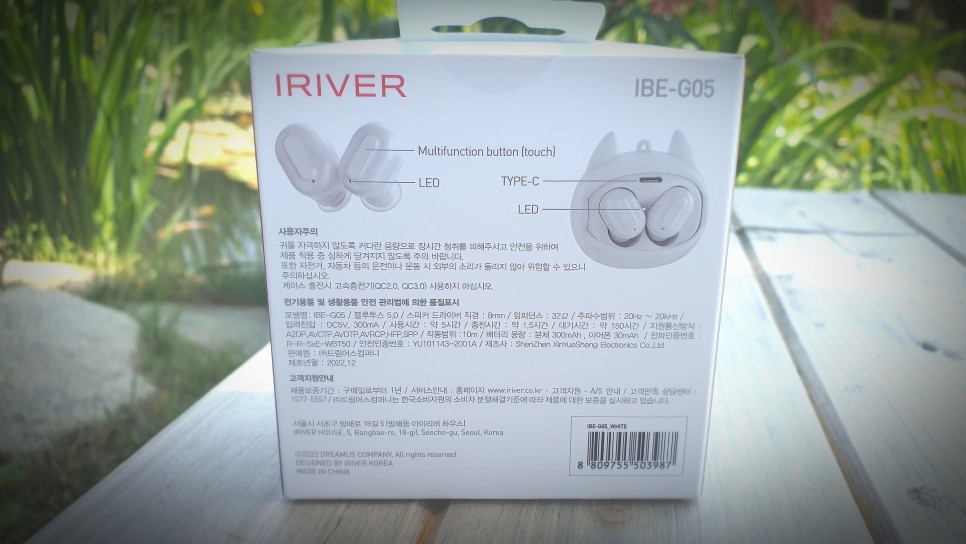 IRIVER
IBE-G05
Multifunction button (touch)
LED
TYPE-C
LED
사용자주의
귀를 자극하지 않도록 커다란 음량으로 장시간 청취를 피해주시고 안전을 위하여
제품 착용 중 심하게 당겨지지 않도록 주의 바랍니다.
또한 자전거, 자동차 등의 운전이나 운동 시 외부의 소리가 들리지 않아 위험할 수 있으니
주의하십시오.
케이스 충전시 고속충전기(QC2.0, QC3.0) 사용하지 마십시오.
전기용품 및 생활용품 안전 관리법에 의한 품질표시
모델명: IBE-G05 / 블루투스 5.0 / 스피커 드라이버 직경 : 8mm / 임피던스 : 32Ω / 주파수범위 : 20Hz ~ 20kHz /
입력전압 : DC5V, 300mA / 사용시간 : 약 5시간 / 충전시간 : 약 1.5시간 / 대기시간 : 약 150시간 / 지원통신방식 :
A2DP,AVCTP,AVDTP,AVRCP,HFP,SPP / 작동범위 :10m / 배터리 용량 : 본체 300mAh, 이어폰 30mAh / 전파인증번호 :
R-R-SxE-WBT50 / 안전인증번호 : YU101143-2001A / 제조사 : ShenZhen XinYueSheng Electronics Co.,Ltd
판매원 : ㈜드림어스컴퍼니
제조년월 : 2022.12
고객지원안내
제품보증기간 : 구매일로부터 1년 / 서비스안내 : 홈페이지 www.iriver.co.kr - 고객지원 - A/S 안내 / 고객만족 상담센터 :
1577-5557 / ㈜드림어스컴퍼니는 한국소비자원의 소비자 분쟁해결기준에 따라 제품에 대한 보증을 실시하고 있습니다.
서울시 서초구 방배로 18길 5 (방배동 아이리버 하우스)
IRIVER HOUSE, 5, Bangbae-ro, 18-gil, Seocho-gu, Seoul, Korea
ⓒ2022 DREAMUS COMPANY. All rights reserved
DESIGNED BY IRIVER KOREA
MADE IN CHINA
IBE-G05_WHITE
8 809755 503987